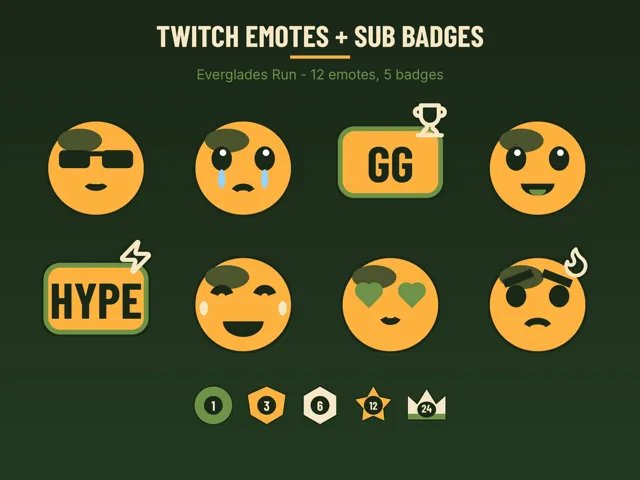 TWITCH EMOTES + SUB BADGES
Everglades Run - 12 emotes, 5 badges
GG
HYPE
1 3 6 12 24